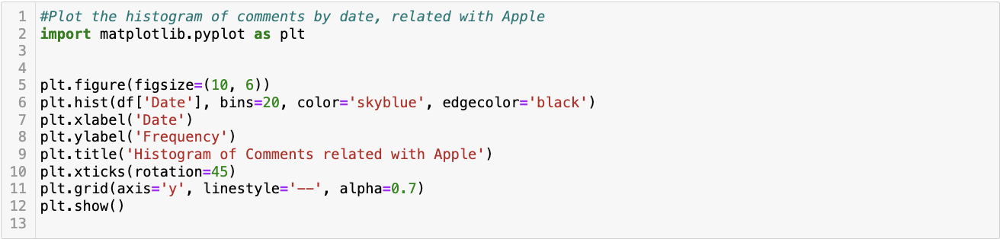 1 #Plot the histogram of comments by date, related with Apple
2 import matplotlib.pyplot as plt
3
4
5 plt.figure(figsize=(10, 6))
6 plt.hist(df['Date'], bins=20, color='skyblue', edgecolor='black')
7 plt.xlabel('Date')
8 plt.ylabel('Frequency')
9 plt.title('Histogram of Comments related with Apple')
10 plt.xticks(rotation=45)
11 plt.grid(axis='y', linestyle='--', alpha=0.7)
12 plt.show()
13